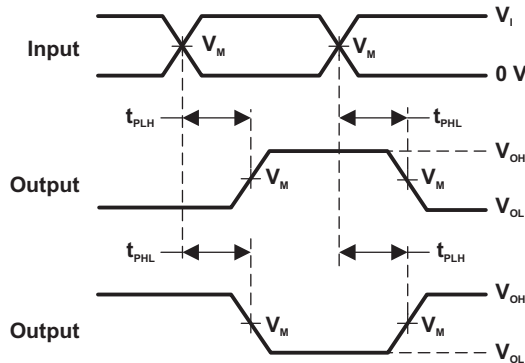 V_I
Input V_M V_M
0 V
t_PLH t_PHL
V_OH
Output V_M V_M
V_OL
t_PHL t_PLH
V_OH
Output V_M V_M
V_OL